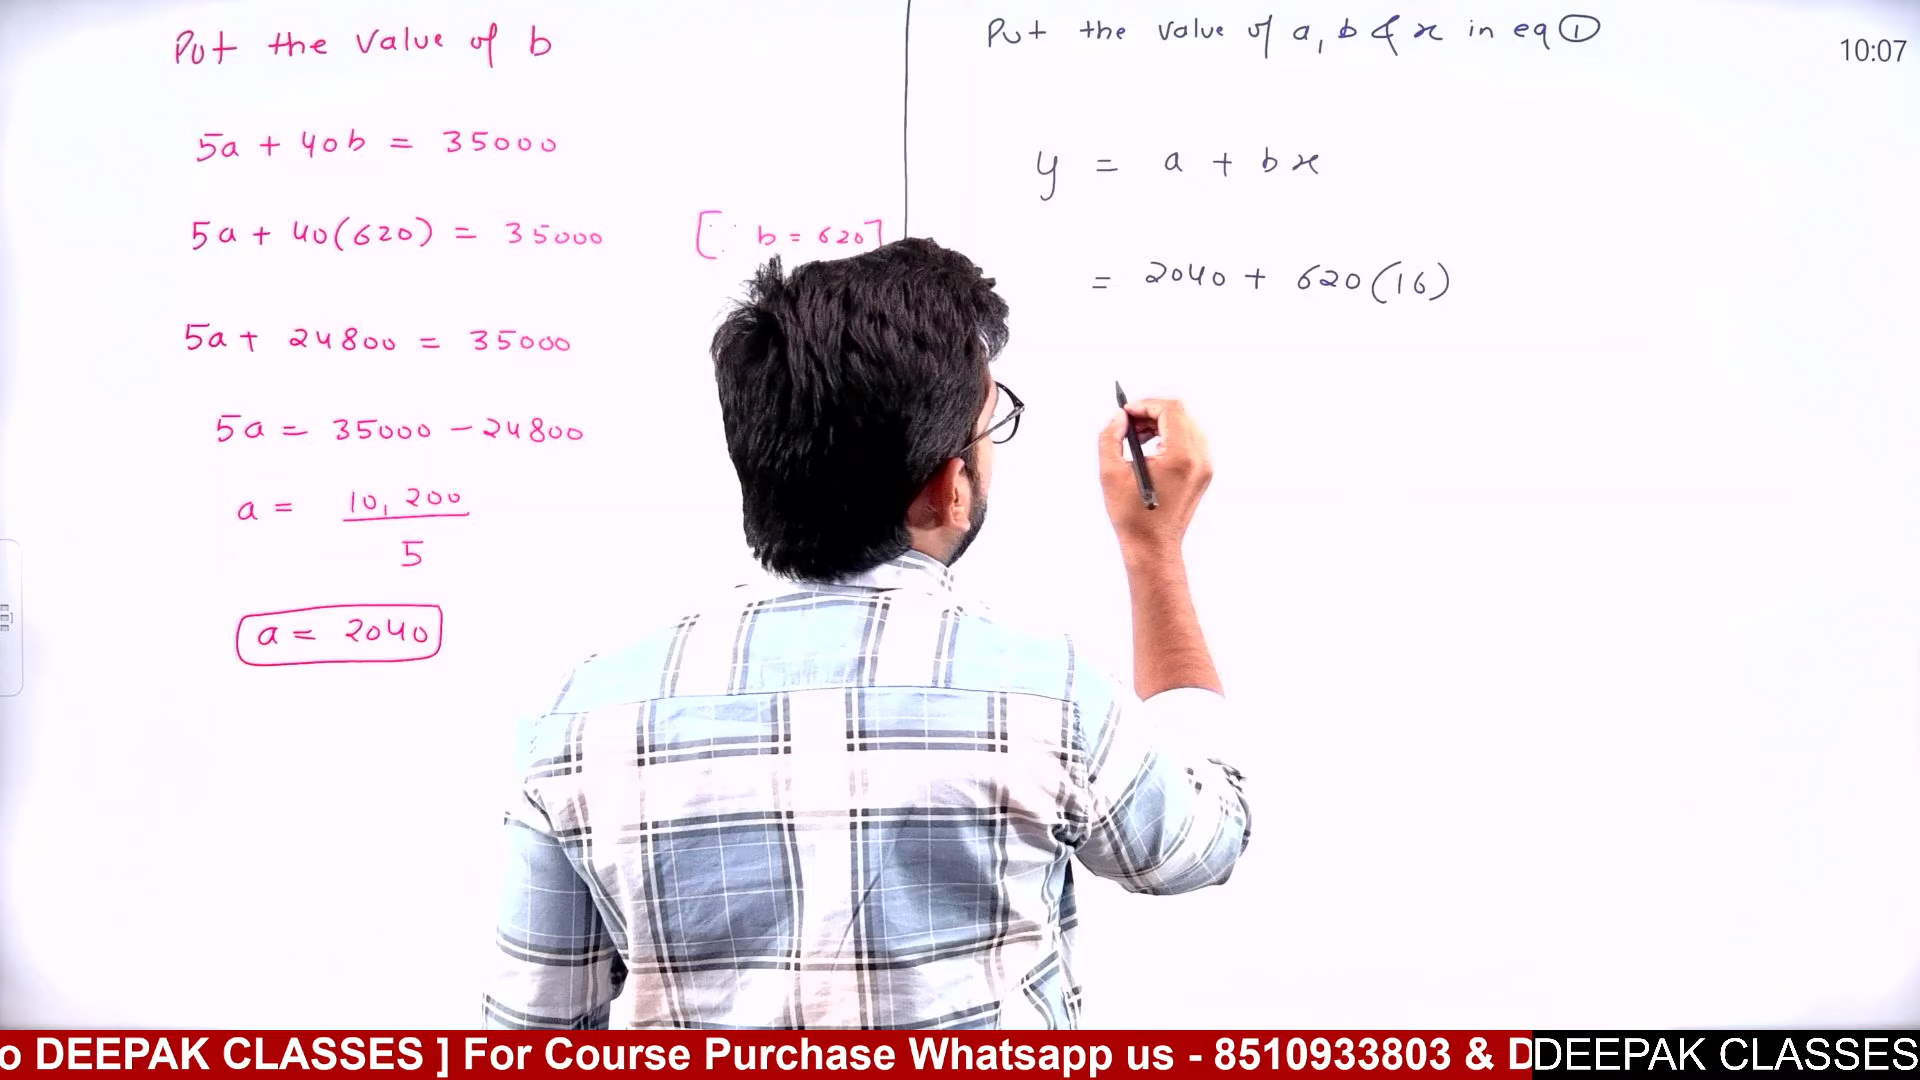 Put the value of b
5a + 40b = 35000
5a + 40(620) = 35000 [∵ b = 620]
5a + 24800 = 35000
5a = 35000 - 24800
a = 10,200
5
a = 2040
Put the value of a, b & x in eq ①
y = a + bx
= 2040 + 620(16)
10:07
o DEEPAK CLASSES ] For Course Purchase Whatsapp us - 8510933803 & D
DEEPAK CLASSES